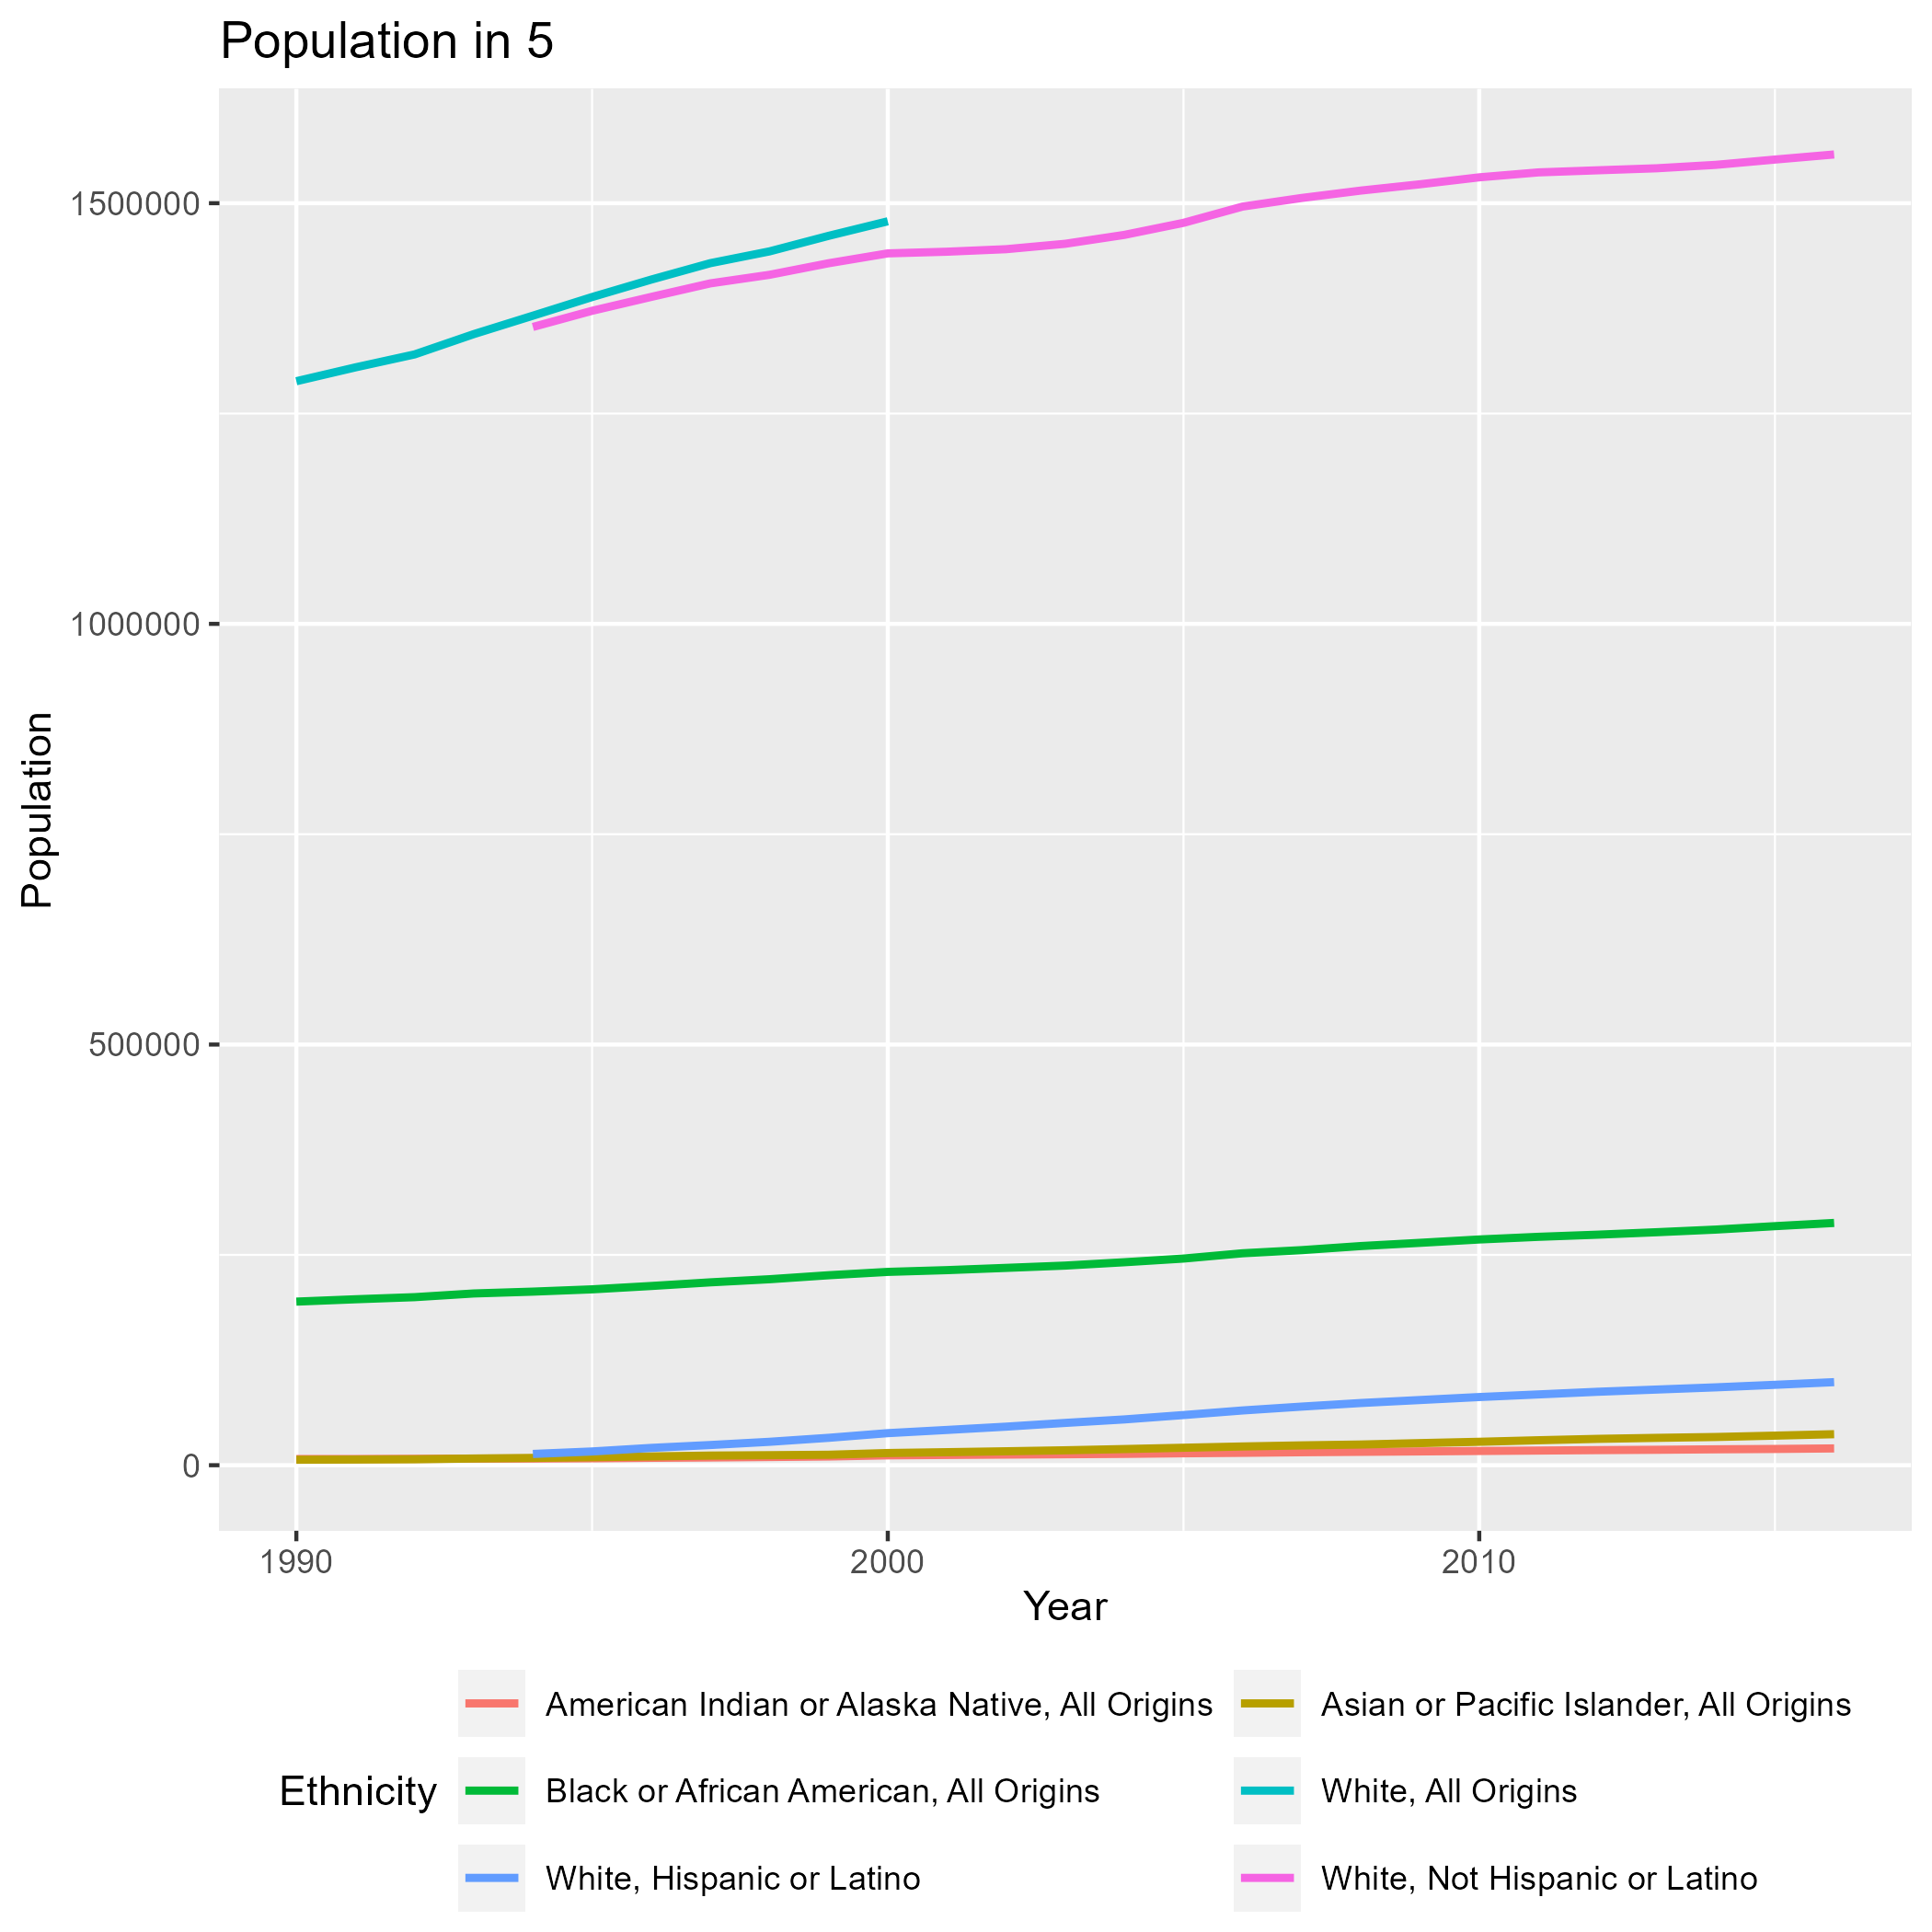 Population in 5
1500000
1000000
500000
0
Population
1990 2000 2010
Year
Ethnicity
American Indian or Alaska Native, All Origins
Asian or Pacific Islander, All Origins
Black or African American, All Origins
White, All Origins
White, Hispanic or Latino
White, Not Hispanic or Latino